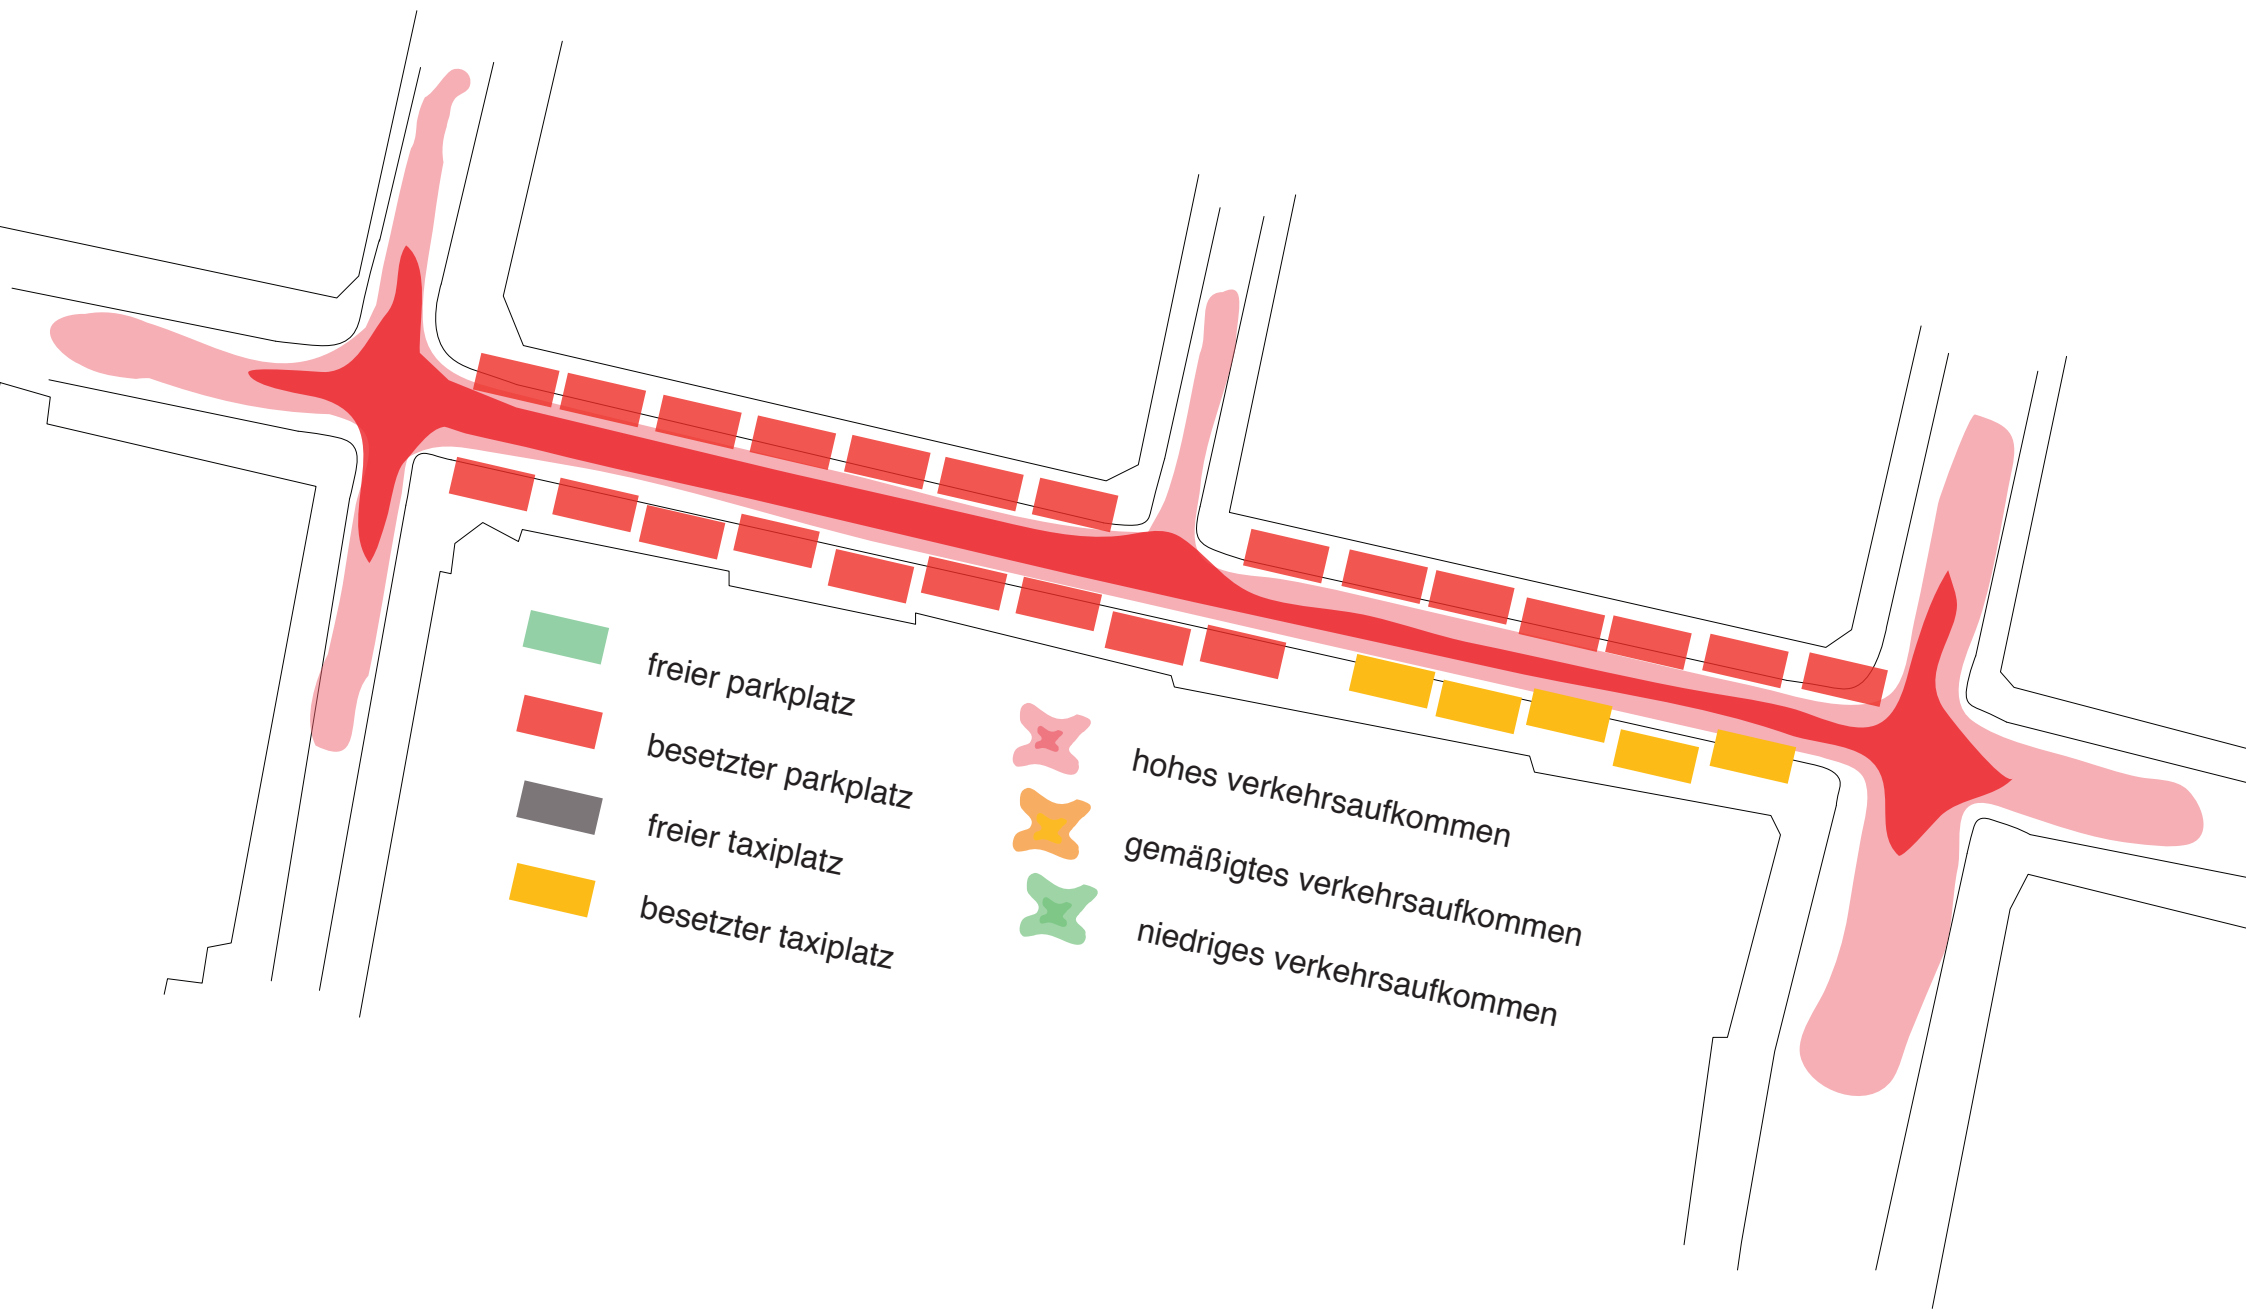 freier parkplatz
besetzter parkplatz
freier taxiplatz
besetzter taxiplatz
hohes verkehrsaufkommen
gemäßigtes verkehrsaufkommen
niedriges verkehrsaufkommen